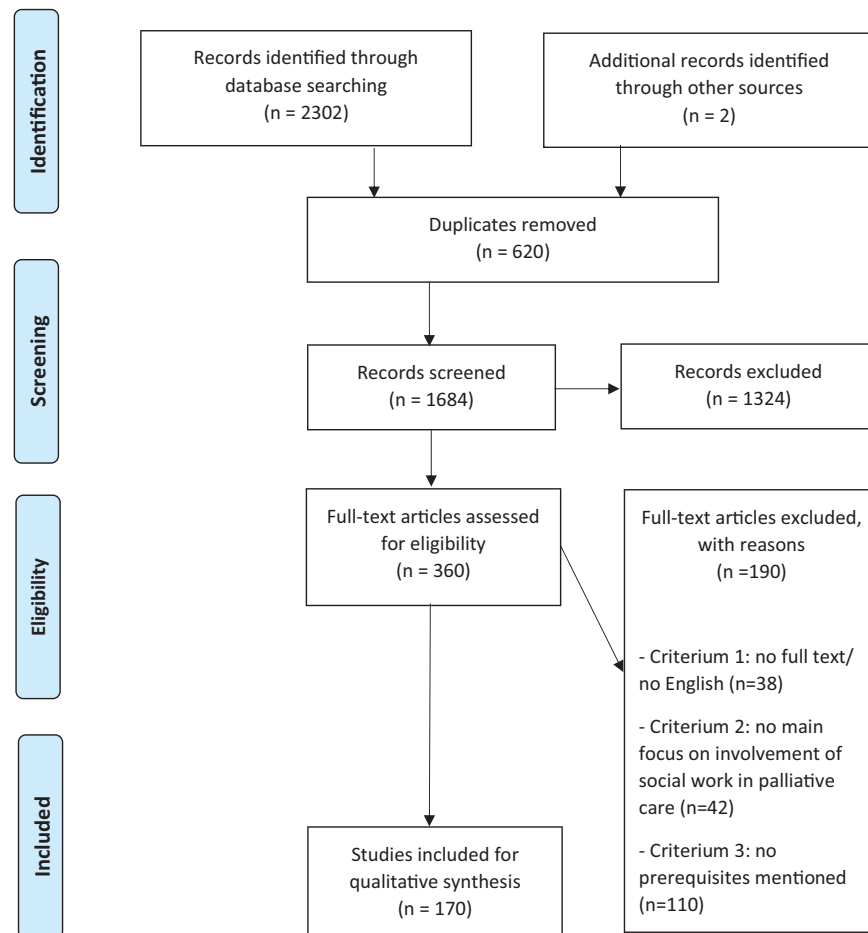 Identification
Records identified through
database searching
(n = 2302)
Additional records identified
through other sources
(n = 2)
Duplicates removed
(n = 620)
Screening
Records screened
(n = 1684)
Records excluded
(n = 1324)
Eligibility
Full-text articles assessed
for eligibility
(n = 360)
Full-text articles excluded,
with reasons
(n =190)
- Criterium 1: no full text/
no English (n=38)
- Criterium 2: no main
focus on involvement of
social work in palliative
care (n=42)
- Criterium 3: no
prerequisites mentioned
(n=110)
Included
Studies included for
qualitative synthesis
(n = 170)